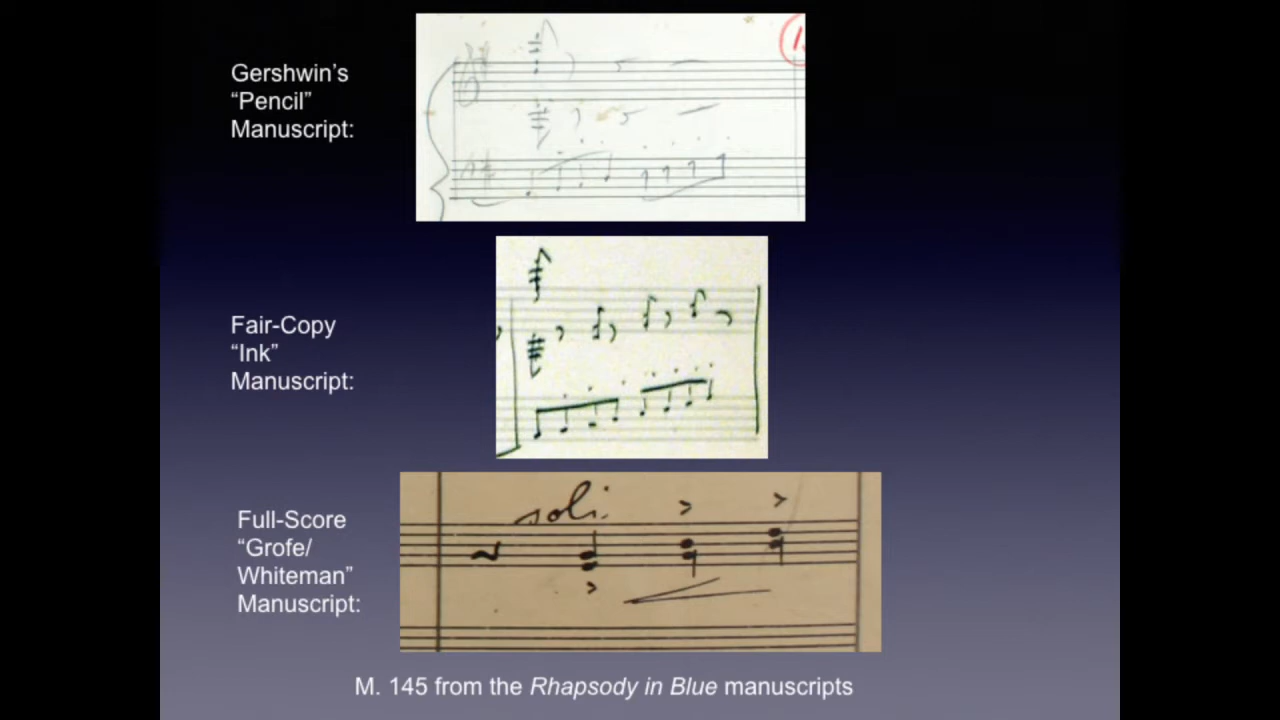 Gershwin’s
“Pencil”
Manuscript:
Fair-Copy
“Ink”
Manuscript:
soli
Full-Score
“Grofe/
Whiteman”
Manuscript:
M. 145 from the Rhapsody in Blue manuscripts